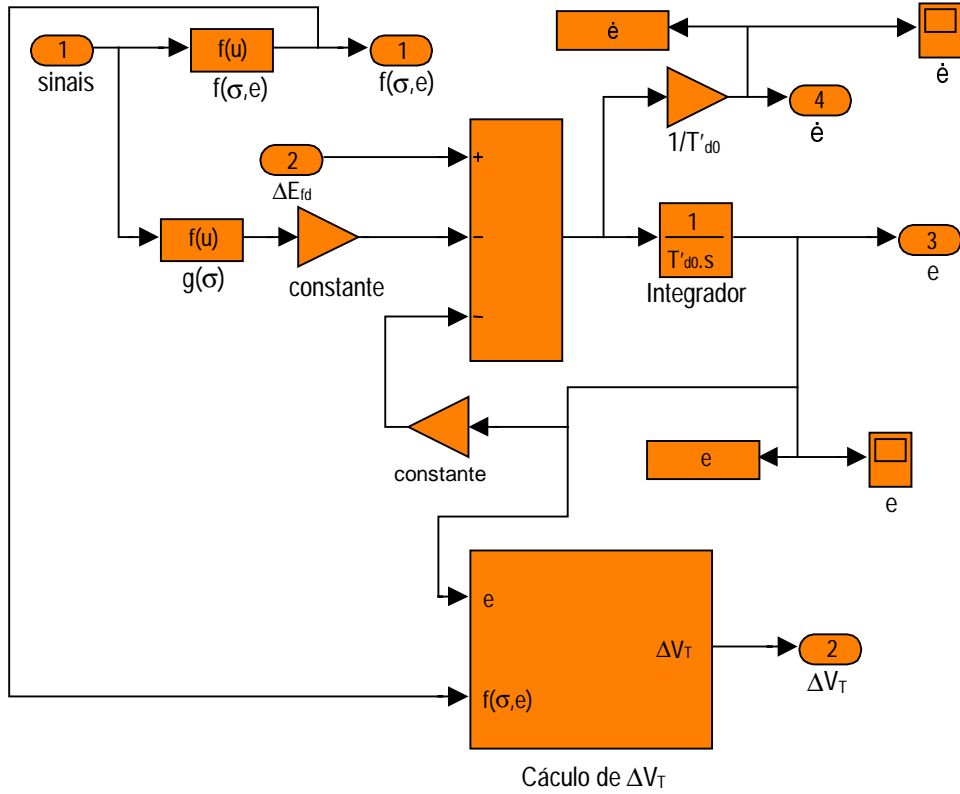 1
sinais
f(u)
f(σ,e)
1
f(σ,e)
ė
ė
1/T'd0
4
ė
2
ΔEfd
+
f(u)
g(σ)
constante
−
1
T'd0.s
Integrador
3
e
−
constante
e
e
e
ΔVT
f(σ,e)
2
ΔVT
Cáculo de ΔVT